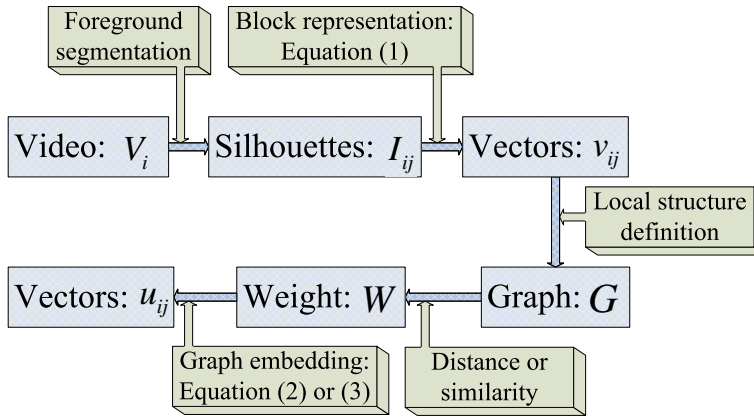 Foreground
segmentation
Block representation:
Equation (1)
Video: V_i
Silhouettes: I_ij
Vectors: v_ij
Local structure
definition
Vectors: u_ij
Weight: W
Graph: G
Graph embedding:
Equation (2) or (3)
Distance or
similarity